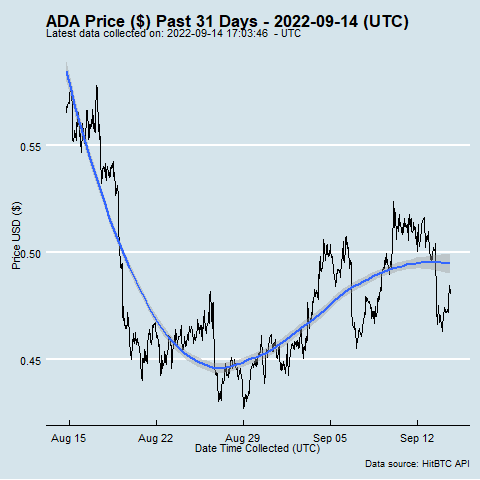 ADA Price ($) Past 31 Days - 2022-09-14 (UTC)
Latest data collected on: 2022-09-14 17:03:46 - UTC
Price USD ($)
0.55
0.50
0.45
Aug 15 Aug 22 Aug 29 Sep 05 Sep 12
Date Time Collected (UTC)
Data source: HitBTC API